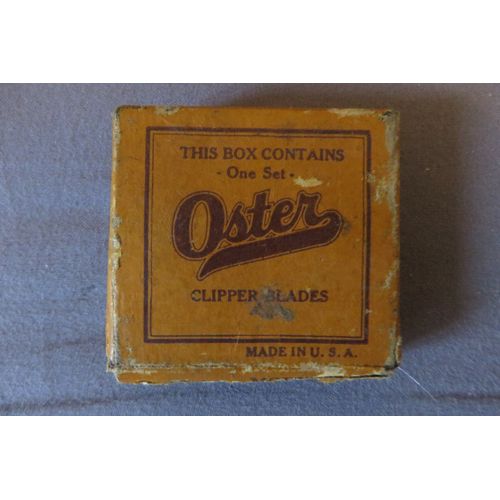 THIS BOX CONTAINS
- One Set -
Oster
CLIPPER BLADES
MADE IN U. S. A.